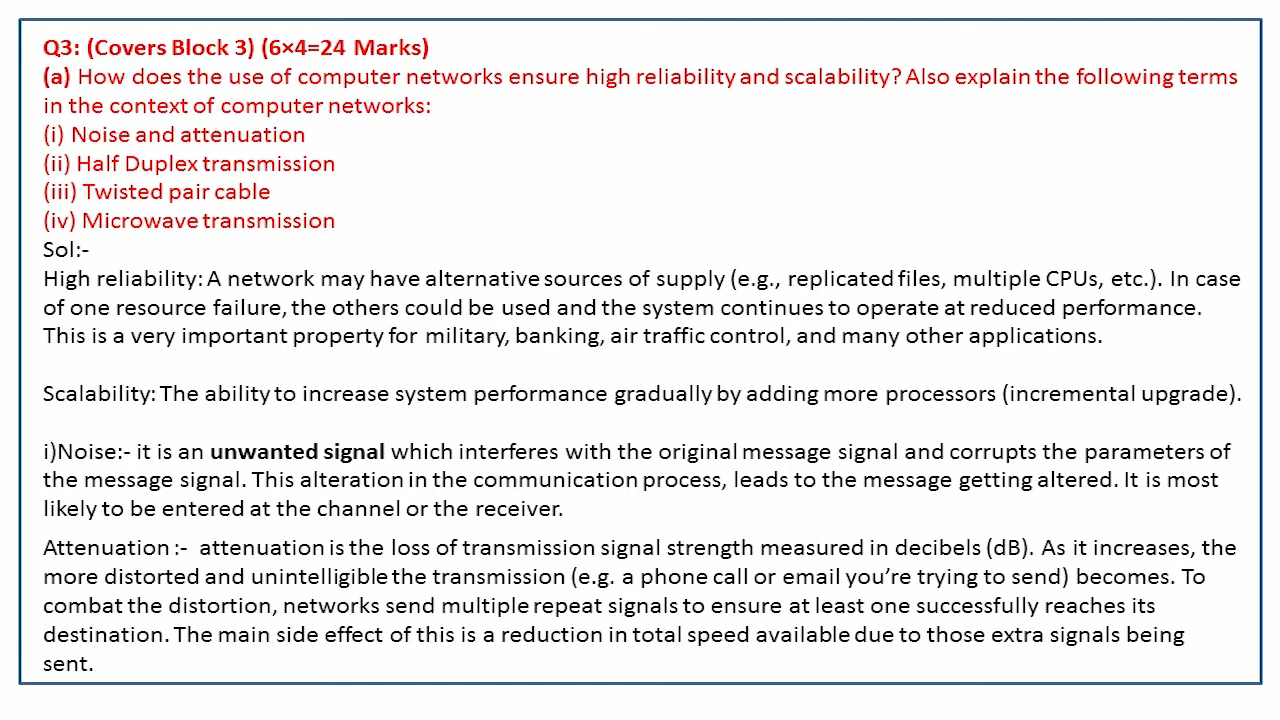 Q3: (Covers Block 3) (6×4=24 Marks)
(a) How does the use of computer networks ensure high reliability and scalability? Also explain the following terms
in the context of computer networks:
(i) Noise and attenuation
(ii) Half Duplex transmission
(iii) Twisted pair cable
(iv) Microwave transmission
Sol:-
High reliability: A network may have alternative sources of supply (e.g., replicated files, multiple CPUs, etc.). In case
of one resource failure, the others could be used and the system continues to operate at reduced performance.
This is a very important property for military, banking, air traffic control, and many other applications.
Scalability: The ability to increase system performance gradually by adding more processors (incremental upgrade).
i)Noise:- it is an unwanted signal which interferes with the original message signal and corrupts the parameters of
the message signal. This alteration in the communication process, leads to the message getting altered. It is most
likely to be entered at the channel or the receiver.
Attenuation :- attenuation is the loss of transmission signal strength measured in decibels (dB). As it increases, the
more distorted and unintelligible the transmission (e.g. a phone call or email you’re trying to send) becomes. To
combat the distortion, networks send multiple repeat signals to ensure at least one successfully reaches its
destination. The main side effect of this is a reduction in total speed available due to those extra signals being
sent.